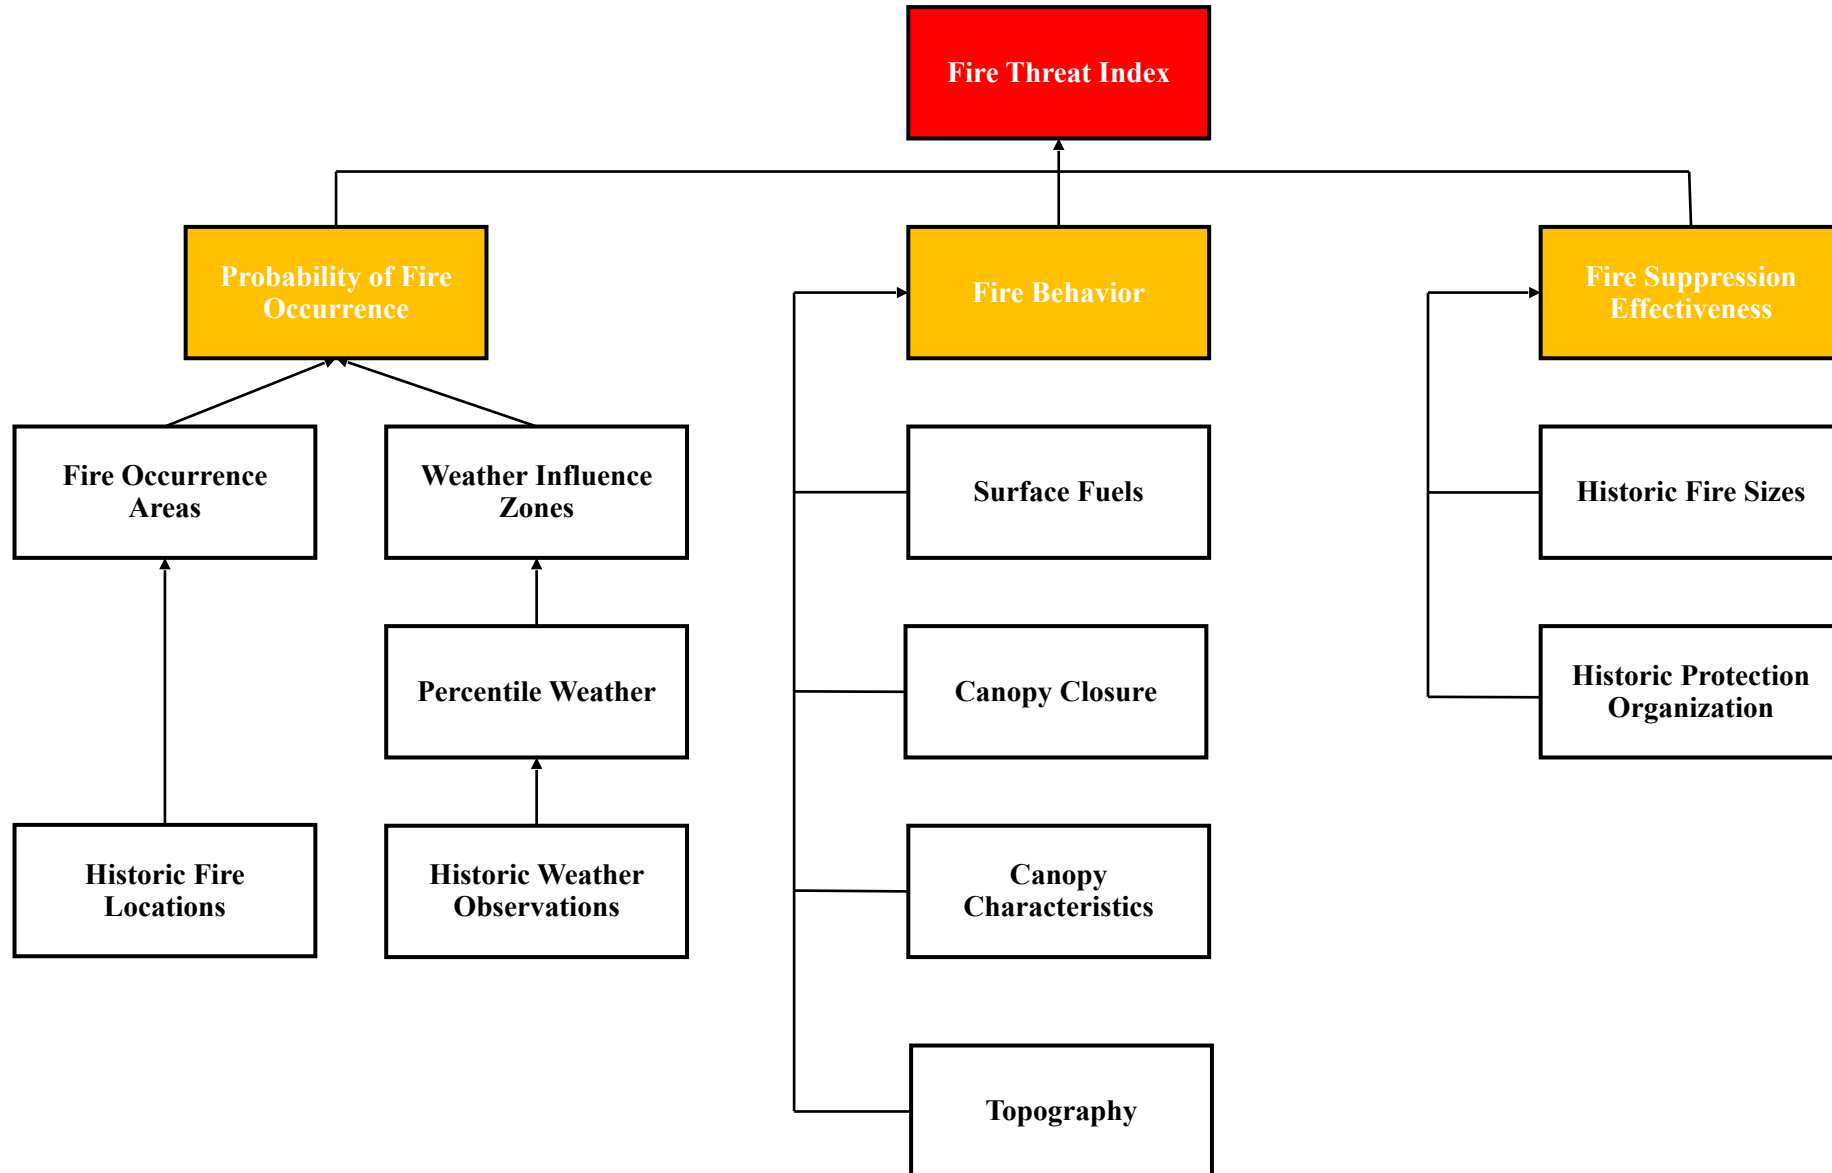 Fire Threat Index
Probability of Fire
Occurrence
Fire Behavior
Fire Suppression
Effectiveness
Fire Occurrence
Areas
Weather Influence
Zones
Surface Fuels
Historic Fire Sizes
Percentile Weather
Canopy Closure
Historic Protection
Organization
Historic Fire
Locations
Historic Weather
Observations
Canopy
Characteristics
Topography